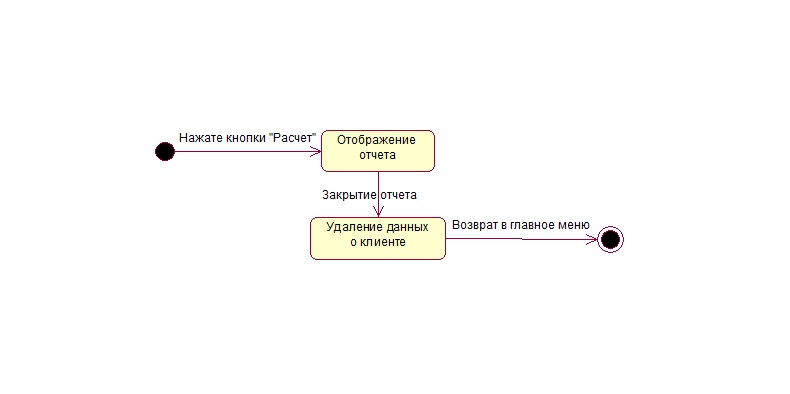 Нажате кнопки "Расчет"
Отображение
отчета
Закрытие отчета
Удаление данных
о клиенте
Возврат в главное меню